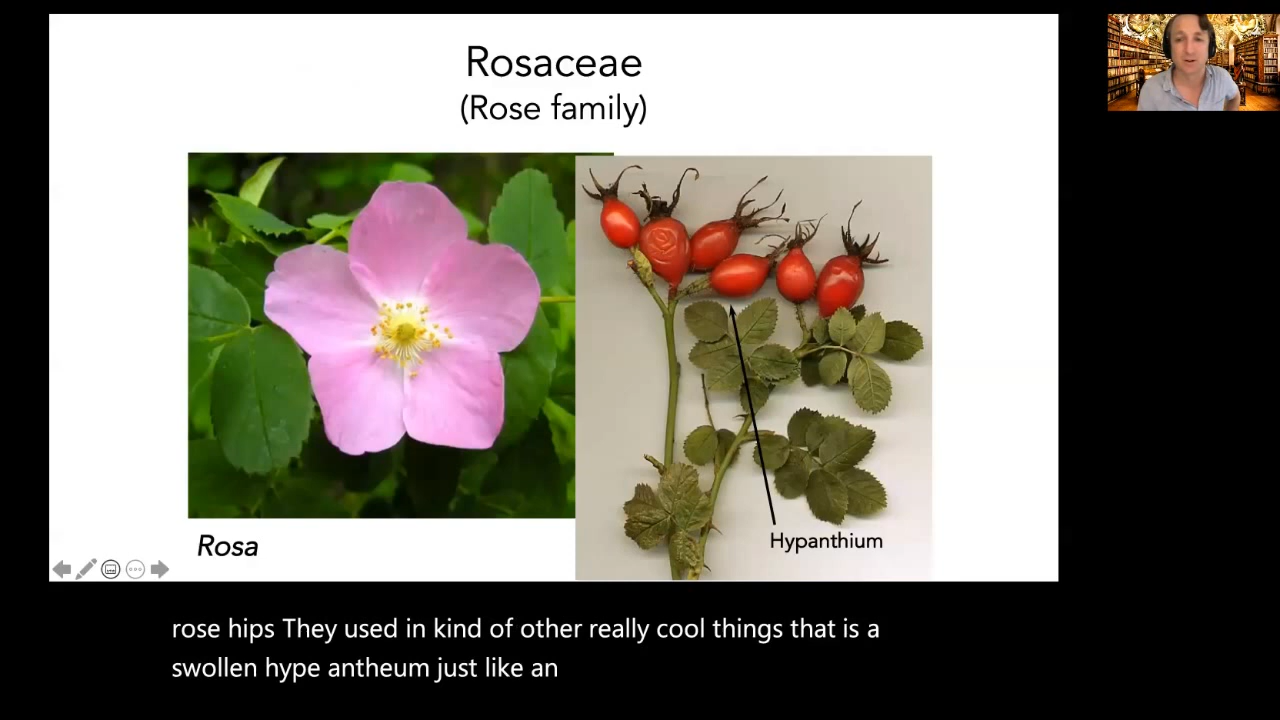 Rosaceae
(Rose family)
Rosa
Hypanthium
rose hips They used in kind of other really cool things that is a
swollen hype antheum just like an